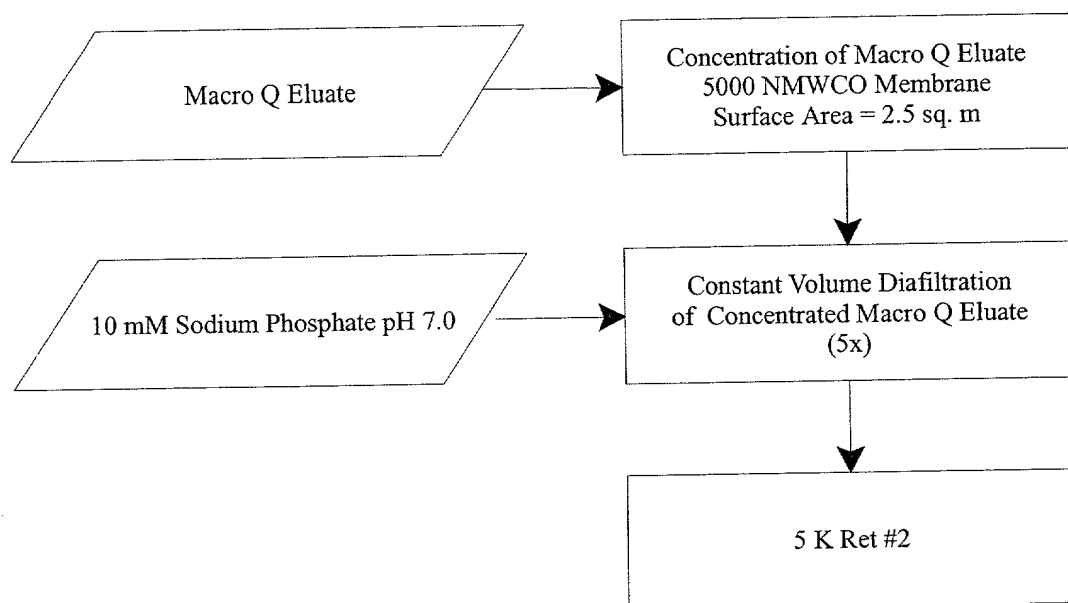 Macro Q Eluate
Concentration of Macro Q Eluate
5000 NMWCO Membrane
Surface Area = 2.5 sq. m
10 mM Sodium Phosphate pH 7.0
Constant Volume Diafiltration
of Concentrated Macro Q Eluate
(5x)
5 K Ret #2